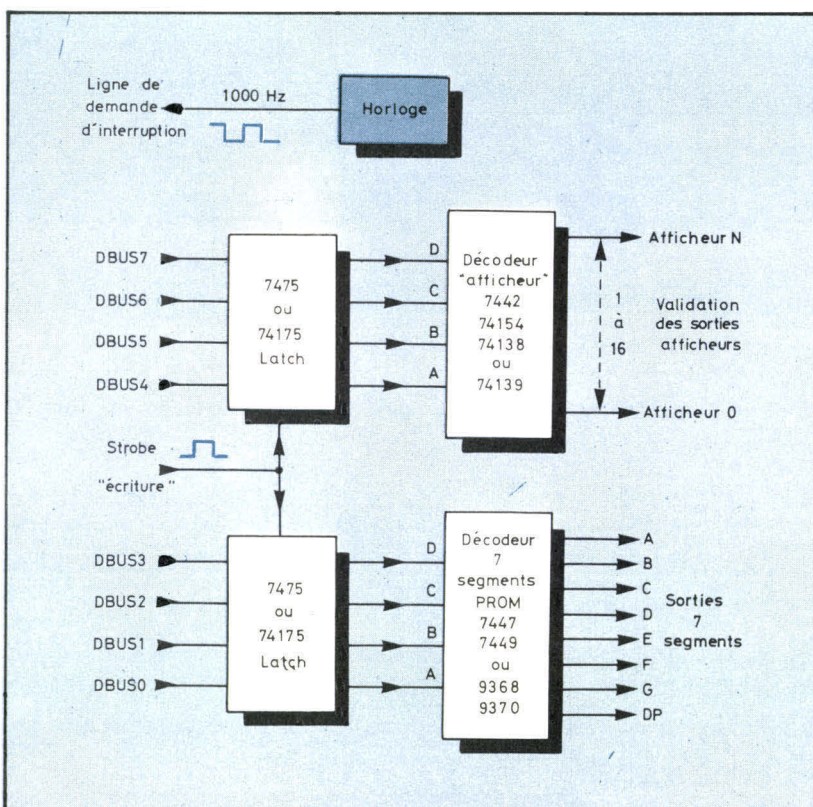 Ligne de
demande
d'interruption
1000 Hz
Horloge
DBUS7
DBUS6
DBUS5
DBUS4
7475
ou
74175
Latch
D
C
B
A
Décodeur
"afficheur"
7442
74154
74138
ou
74139
Afficheur N
1
à
16
Validation
des sorties
afficheurs
Afficheur 0
Strobe
"écriture"
DBUS3
DBUS2
DBUS1
DBUS0
7475
ou
74175
Latch
D
C
B
A
Décodeur
7
segments
PROM
7447
7449
ou
9368
9370
A
B
C
D
E
F
G
DP
Sorties
7
segments